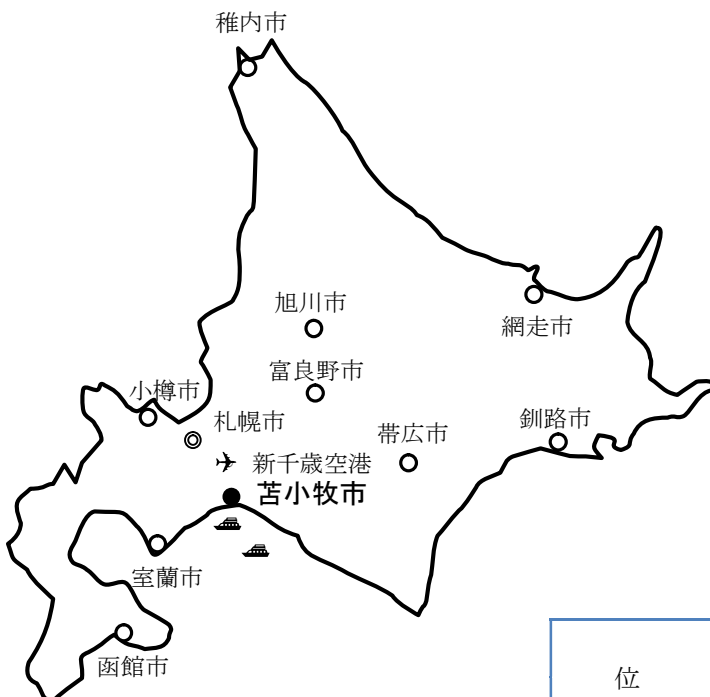 稚内市
旭川市
網走市
富良野市
小樽市
札幌市
帯広市
釧路市
新千歳空港
苫小牧市
室蘭市
函館市
位